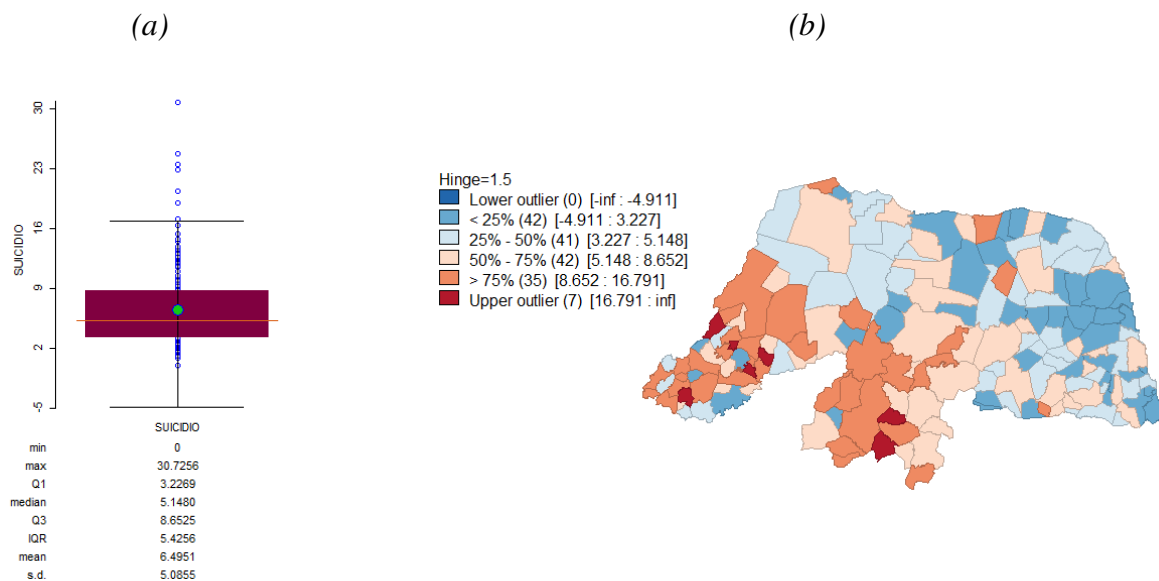 (a)
(b)
30
23
16
9
2
-5
SUICIDIO
SUICIDIO
min 0
max 30.7256
Q1 3.2269
median 5.1480
Q3 8.6525
IQR 5.4256
mean 6.4951
s.d. 5.0855
Hinge=1.5
Lower outlier (0) [-inf : -4.911]
< 25% (42) [-4.911 : 3.227]
25% - 50% (41) [3.227 : 5.148]
50% - 75% (42) [5.148 : 8.652]
> 75% (35) [8.652 : 16.791]
Upper outlier (7) [16.791 : inf]